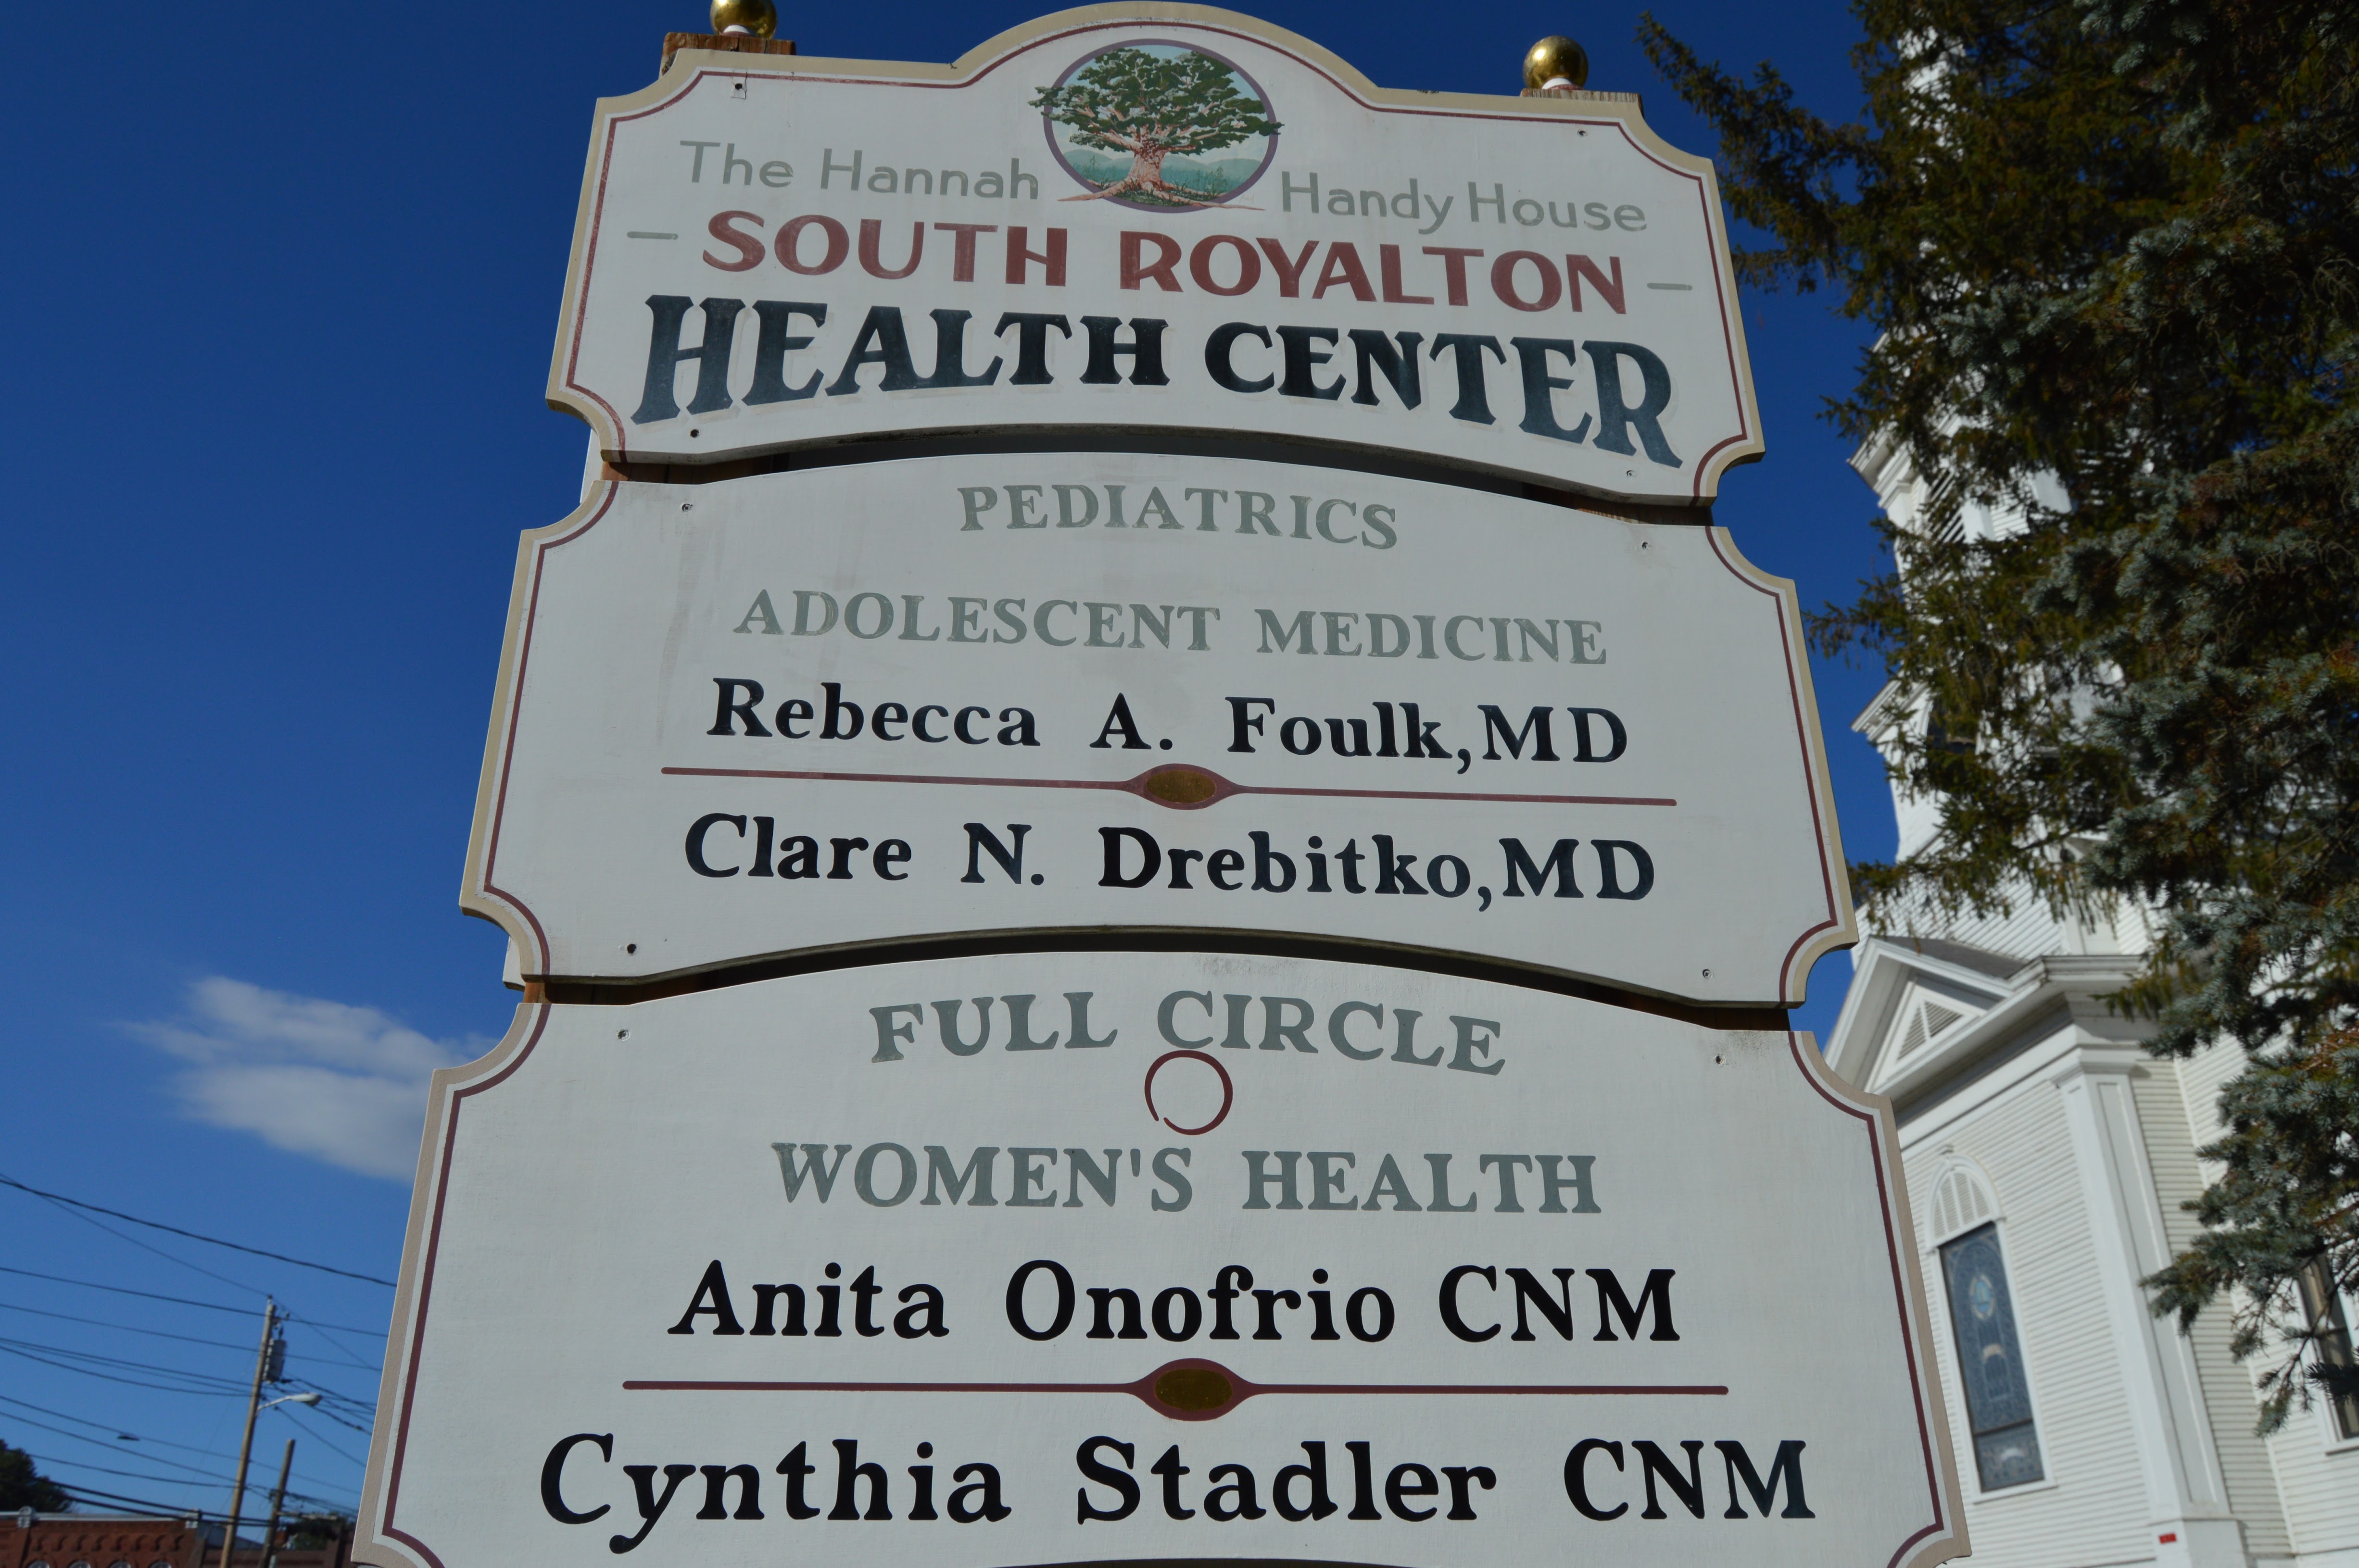 The Hannah Handy House
- SOUTH ROYALTON -
HEALTH CENTER
PEDIATRICS
ADOLESCENT MEDICINE
Rebecca A. Foulk, MD
Clare N. Drebitko, MD
FULL CIRCLE
WOMEN'S HEALTH
Anita Onofrio CNM
Cynthia Stadler CNM